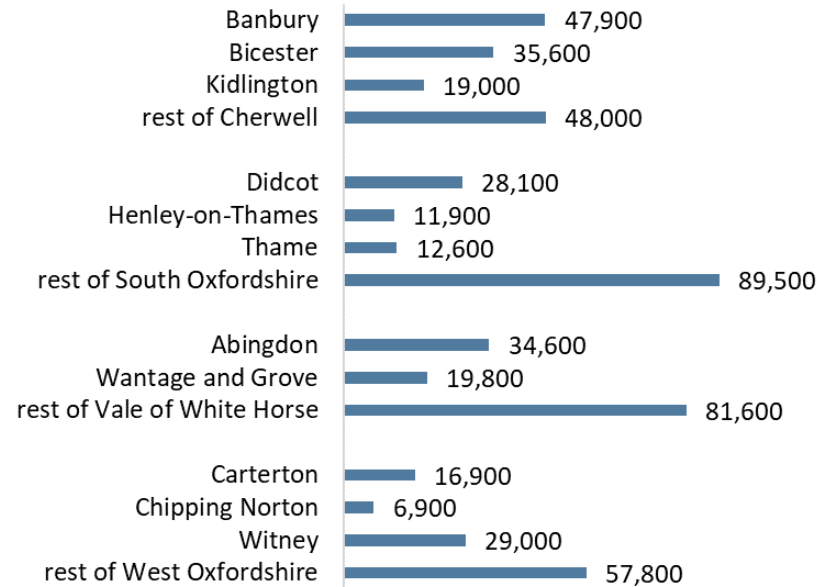 Banbury 47,900
Bicester 35,600
Kidlington 19,000
rest of Cherwell 48,000
Didcot 28,100
Henley-on-Thames 11,900
Thame 12,600
rest of South Oxfordshire 89,500
Abingdon 34,600
Wantage and Grove 19,800
rest of Vale of White Horse 81,600
Carterton 16,900
Chipping Norton 6,900
Witney 29,000
rest of West Oxfordshire 57,800